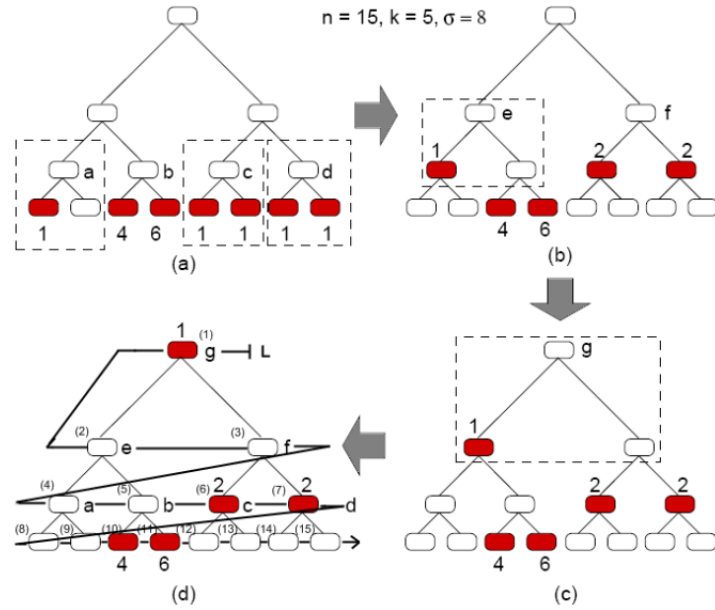 n = 15, k = 5, σ = 8
a b c d
1 4 6 1 1 1 1
(a)
e f
1 2 2
4 6
(b)
1 (1)
g L
(2) (3)
e f
(4) (5) 2 (6) 2 (7)
a b c d
(8) (9) (10) (11) (12) (13) (14) (15)
4 6
(d)
g
1
2 2
4 6
(c)